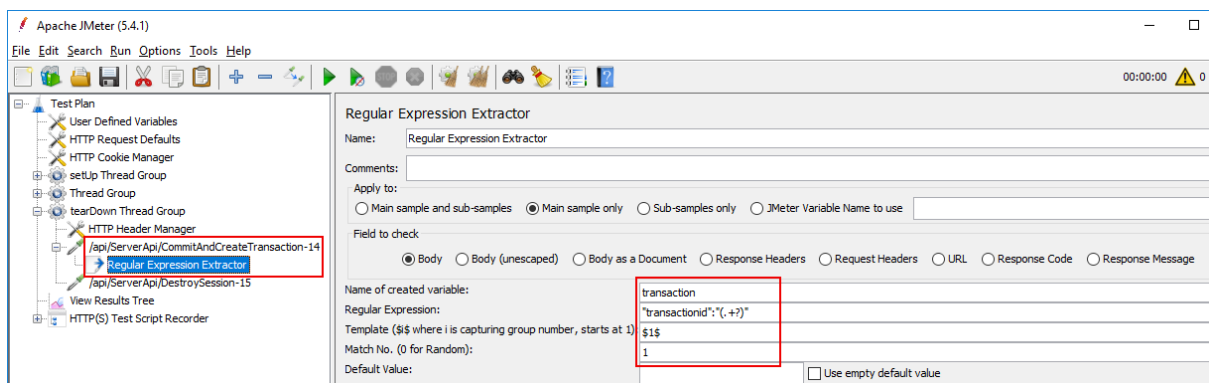 Apache JMeter (5.4.1)
File Edit Search Run Options Tools Help
STOP
00:00:00 0
Test Plan
User Defined Variables
HTTP Request Defaults
HTTP Cookie Manager
setUp Thread Group
Thread Group
tearDown Thread Group
HTTP Header Manager
/api/ServerApi/CommitAndCreateTransaction-14
Regular Expression Extractor
/api/ServerApi/DestroySession-15
View Results Tree
HTTP(S) Test Script Recorder
Regular Expression Extractor
Name: Regular Expression Extractor
Comments:
Apply to:
Main sample and sub-samples Main sample only Sub-samples only JMeter Variable Name to use
Field to check
Body Body (unescaped) Body as a Document Response Headers Request Headers URL Response Code Response Message
Name of created variable: transaction
Regular Expression: "transactionid":"(.+?)"
Template ($i$ where i is capturing group number, starts at 1) $1$
Match No. (0 for Random): 1
Default Value: Use empty default value